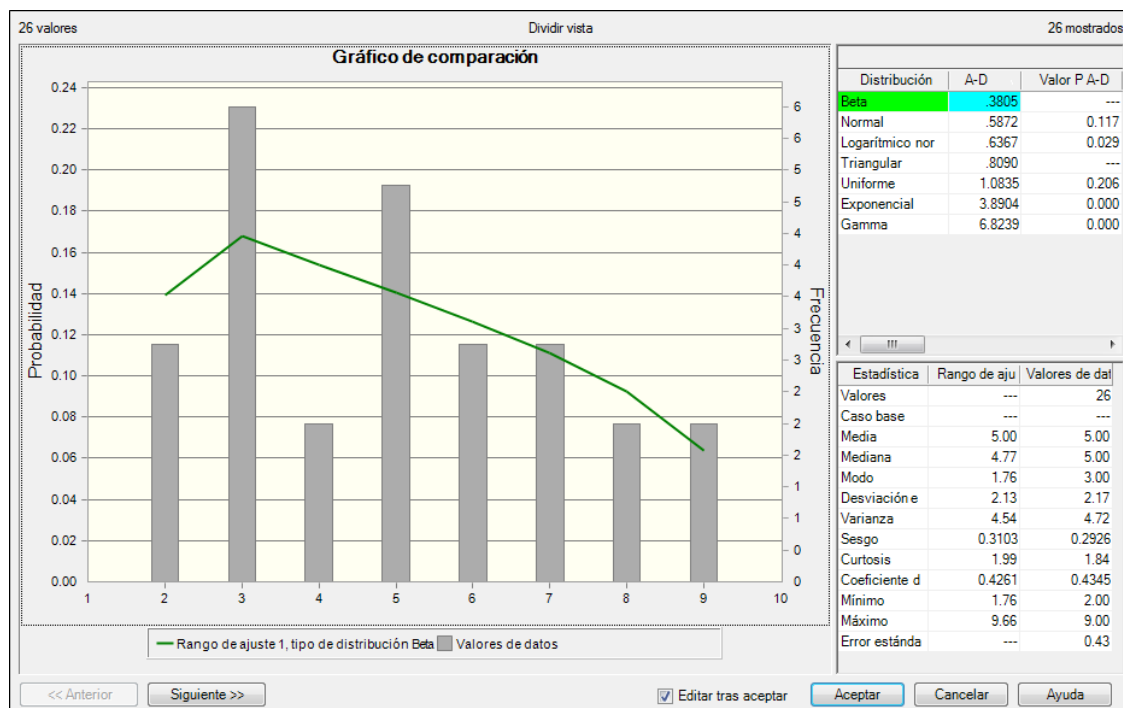 26 valores Dividir vista 26 mostrados
Gráfico de comparación
Probabilidad
0.24
0.22
0.20
0.18
0.16
0.14
0.12
0.10
0.08
0.06
0.04
0.02
0.00
1 2 3 4 5 6 7 8 9 10
Frecuencia
6
6
5
5
4
4
4
3
3
2
2
2
1
1
0
0
Rango de ajuste 1, tipo de distribución Beta Valores de datos
Distribución A-D Valor P A-D
Beta .3805 ---
Normal .5872 0.117
Logarítmico nor .6367 0.029
Triangular .8090 ---
Uniforme 1.0835 0.206
Exponencial 3.8904 0.000
Gamma 6.8239 0.000
Estadística Rango de aju Valores de dat
Valores --- 26
Caso base --- ---
Media 5.00 5.00
Mediana 4.77 5.00
Modo 1.76 3.00
Desviación e 2.13 2.17
Varianza 4.54 4.72
Sesgo 0.3103 0.2926
Curtosis 1.99 1.84
Coeficiente d 0.4261 0.4345
Mínimo 1.76 2.00
Máximo 9.66 9.00
Error estánda --- 0.43
<< Anterior Siguiente >> Editar tras aceptar Aceptar Cancelar Ayuda